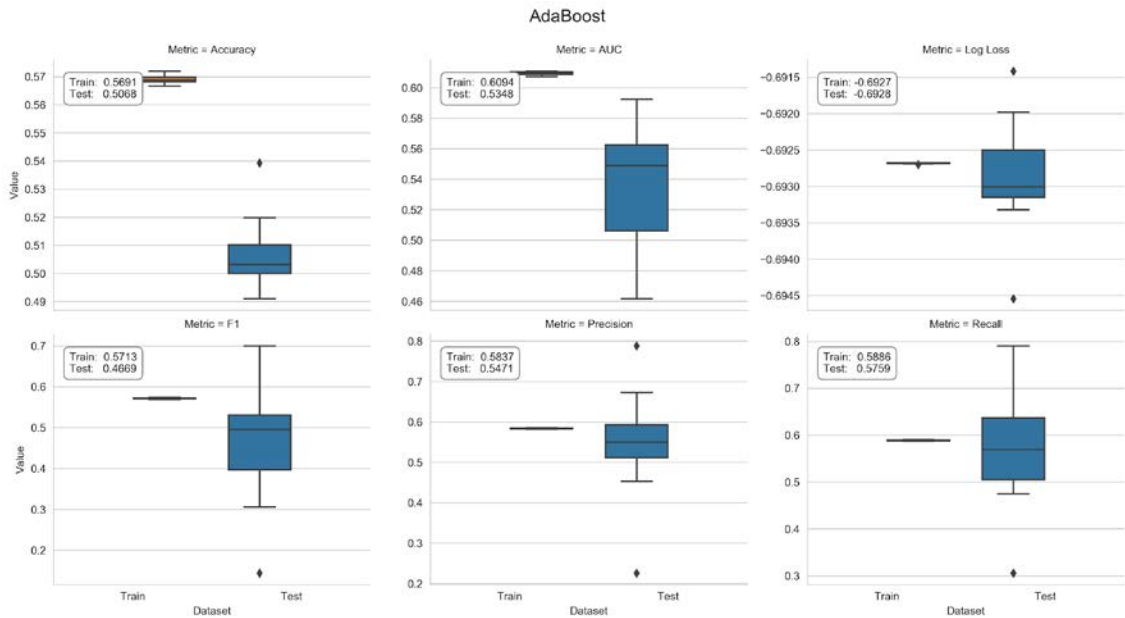 AdaBoost
Metric = Accuracy
0.57
0.56
0.55
0.54
0.53
0.52
0.51
0.50
0.49
Value
Train: 0.5691
Test: 0.5068
Metric = AUC
0.60
0.58
0.56
0.54
0.52
0.50
0.48
0.46
Train: 0.6094
Test: 0.5348
Metric = Log Loss
−0.6915
−0.6920
−0.6925
−0.6930
−0.6935
−0.6940
−0.6945
Train: -0.6927
Test: -0.6928
Metric = F1
0.7
0.6
0.5
0.4
0.3
0.2
Value
Train: 0.5713
Test: 0.4669
Train
Test
Dataset
Metric = Precision
0.8
0.7
0.6
0.5
0.4
0.3
0.2
Train: 0.5837
Test: 0.5471
Train
Test
Dataset
Metric = Recall
0.8
0.7
0.6
0.5
0.4
0.3
Train: 0.5886
Test: 0.5759
Train
Test
Dataset